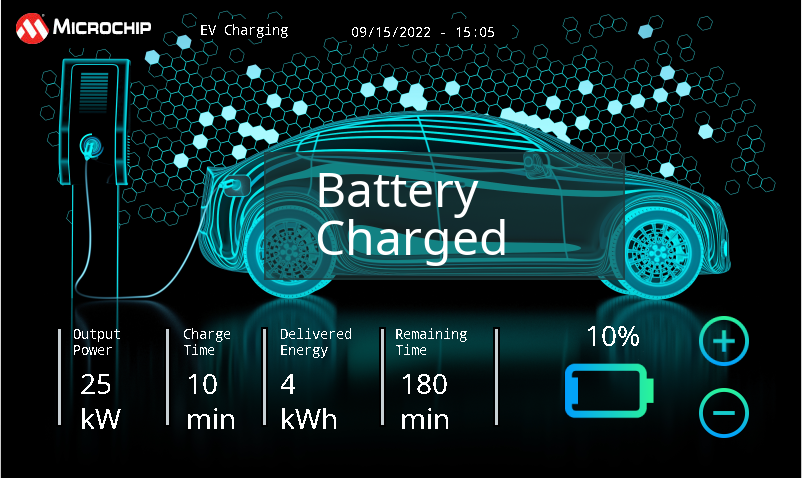 MICROCHIP
EV Charging
09/15/2022 - 15:05
Battery
Charged
Output
Power
25
kW
Charge
Time
10
min
Delivered
Energy
4
kWh
Remaining
Time
180
min
10%